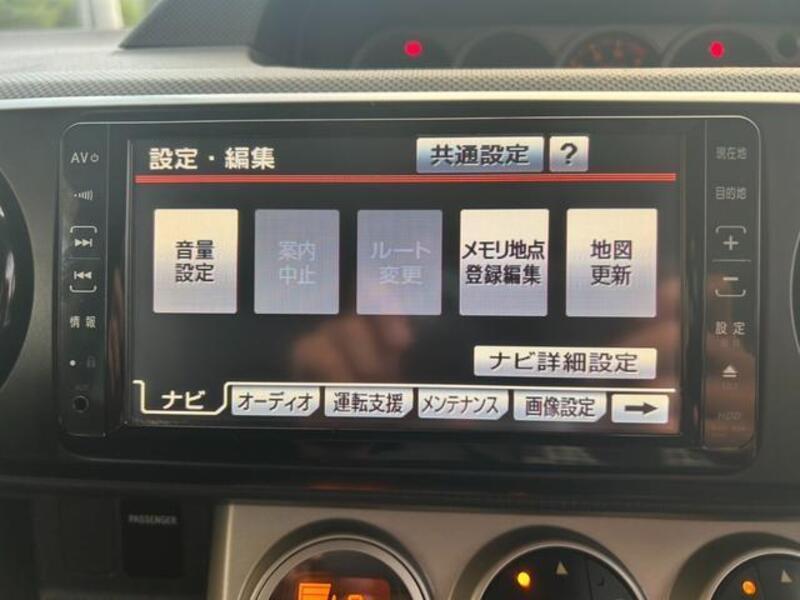 AV
設定・編集
共通設定
?
現在地
目的地
音量
設定
案内
中止
ルート
変更
メモリ地点
登録編集
地図
更新
+
-
情報
設定
ナビ詳細設定
ナビ
オーディオ
運転支援
メンテナンス
画像設定
AUX
HDD
PASSENGER